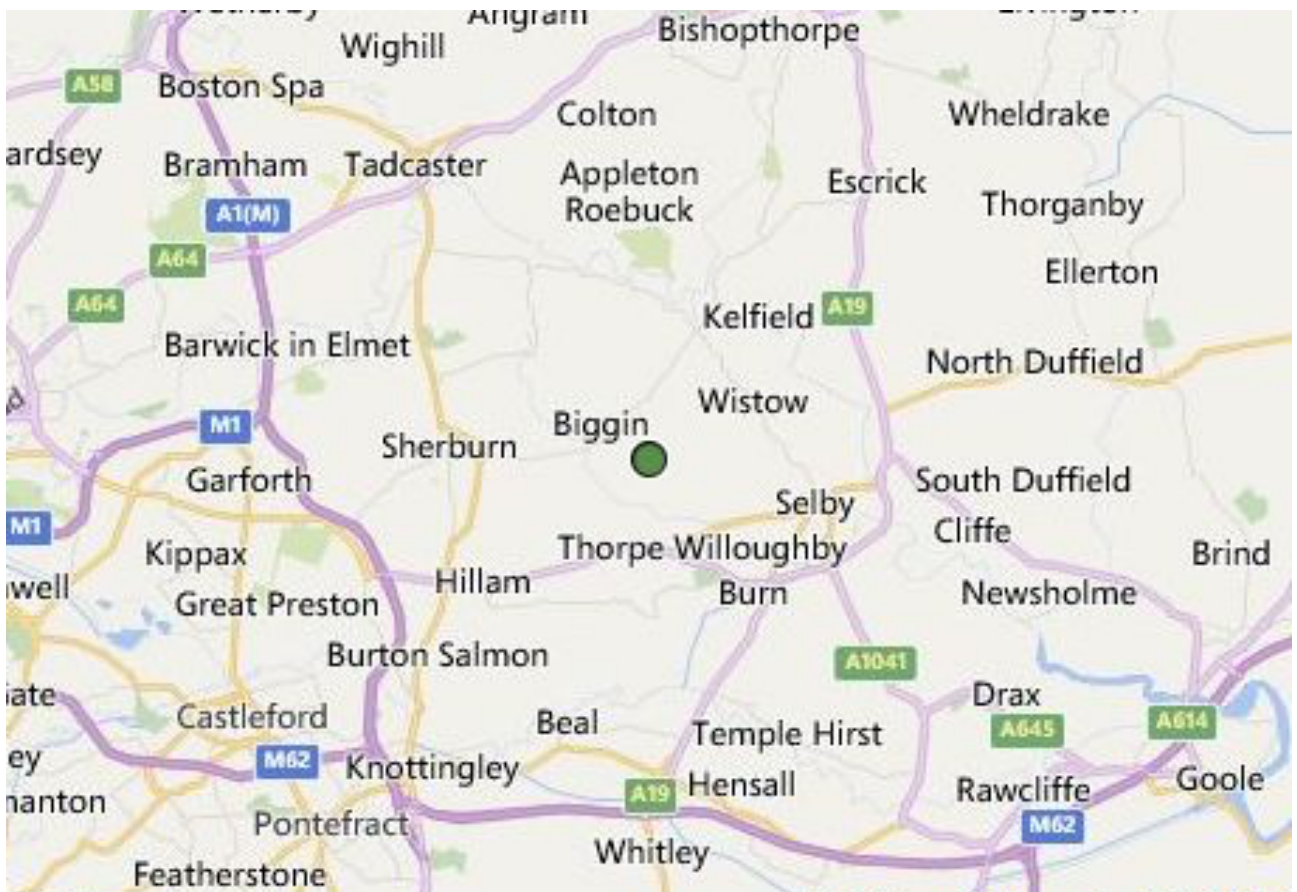 Wighill
Bishopthorpe
A58
Boston Spa
Colton
Wheldrake
ardsey
Bramham
Tadcaster
Appleton
Roebuck
Escrick
A1(M)
Thorganby
A64
Ellerton
A64
Kelfield
A19
Barwick in Elmet
North Duffield
Wistow
M1
Biggin
Sherburn
Garforth
South Duffield
Selby
M1
Cliffe
Kippax
Thorpe Willoughby
Brind
well
Hillam
Burn
Newsholme
Great Preston
Burton Salmon
A1041
ate
Drax
Castleford
Beal
Temple Hirst
A645
A614
ey
M62
Knottingley
Hensall
Rawcliffe
Goole
A19
manton
Pontefract
M62
Whitley
Featherstone